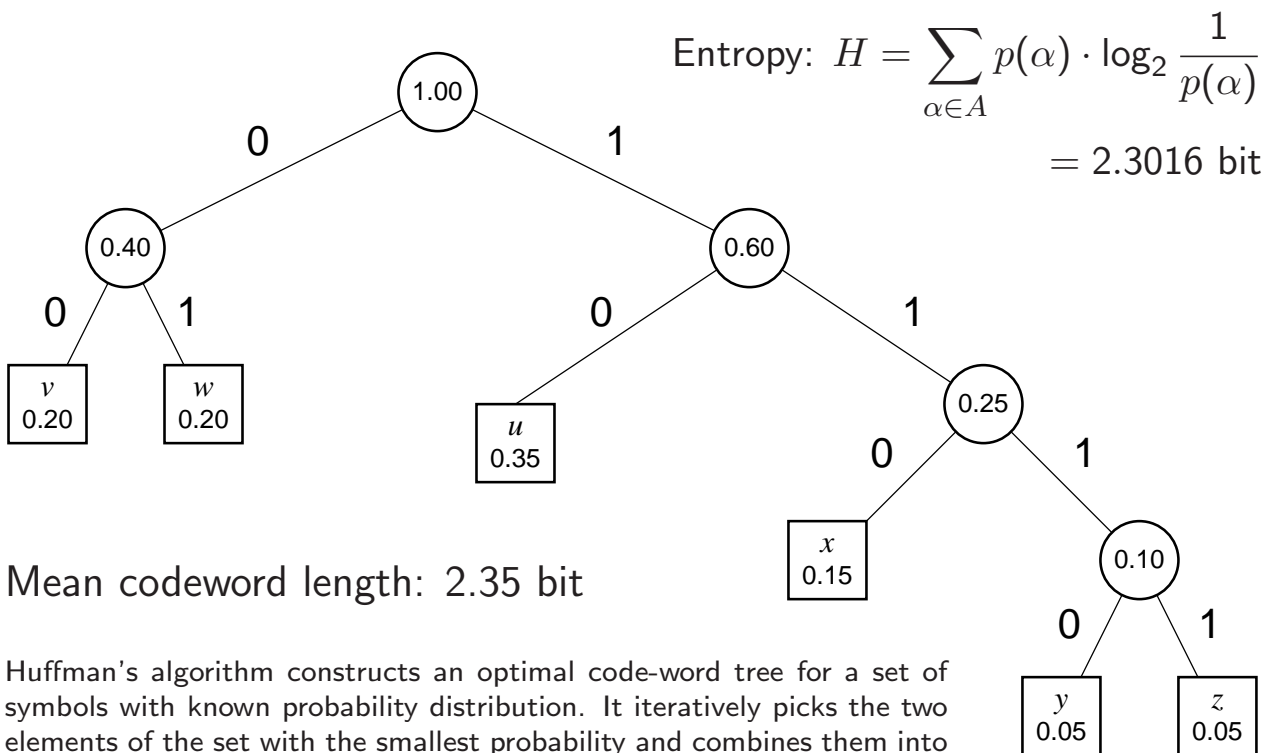 Entropy: H = ∑ α∈A p(α) · log₂ 1/p(α)
= 2.3016 bit
1.00
0 1
0.40 0.60
0 1 0 1
v 0.20 w 0.20 u 0.35 0.25
0 1
x 0.15 0.10
0 1
y 0.05 z 0.05
Mean codeword length: 2.35 bit
Huffman's algorithm constructs an optimal code-word tree for a set of
symbols with known probability distribution. It iteratively picks the two
elements of the set with the smallest probability and combines them into